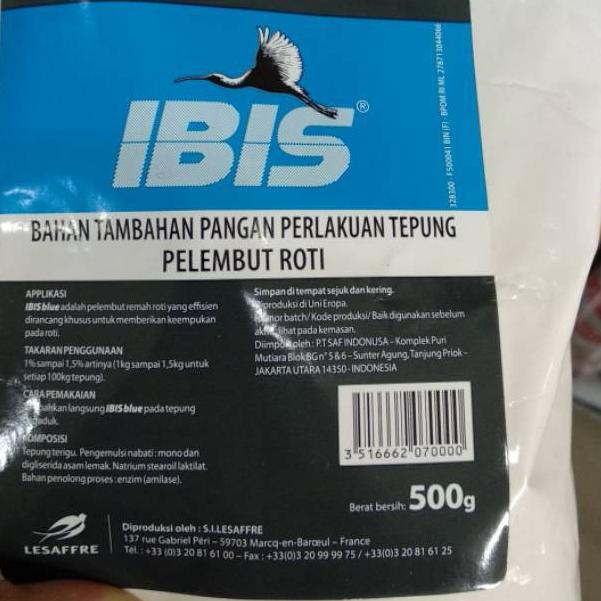 IBIS®
328300 - F500041 BIN (F) - BPOM RI ML 278713044066
BAHAN TAMBAHAN PANGAN PERLAKUAN TEPUNG
PELEMBUT ROTI
APPLIKASI
IBIS blue adalah pelembut remah roti yang effisien
dirancang khusus untuk memberikan keempukan
pada roti.
TAKARAN PENGGUNAAN
1% sampai 1,5% artinya (1kg sampai 1,5kg untuk
setiap 100kg tepung).
CARA PEMAKAIAN
langsung IBIS blue pada tepung
KOMPOSISI
Tepung terigu. Pengemulsi nabati : mono dan
digliserida asam lemak. Natrium stearoil laktilat.
Bahan penolong proses : enzim (amilase).
Simpan di tempat sejuk dan kering.
Diproduksi di Uni Eropa.
Nomor batch/ Kode produksi/ Baik digunakan sebelum
lihat pada kemasan.
Diimpor oleh : P.T SAF INDONUSA - Komplek Puri
Mutiara Blok BG n° 5 & 6 - Sunter Agung, Tanjung Priok -
JAKARTA UTARA 14350 - INDONESIA
3 516662 070000
Berat bersih: 500g
LESAFFRE
Diproduksi oleh : S.I.LESAFFRE
137 rue Gabriel Péri – 59703 Marcq-en-Barœul – France
Tél. : +33 (0)3 20 81 61 00 – Fax : +33(0)3 20 99 99 75 / +33(0)3 20 81 61 25